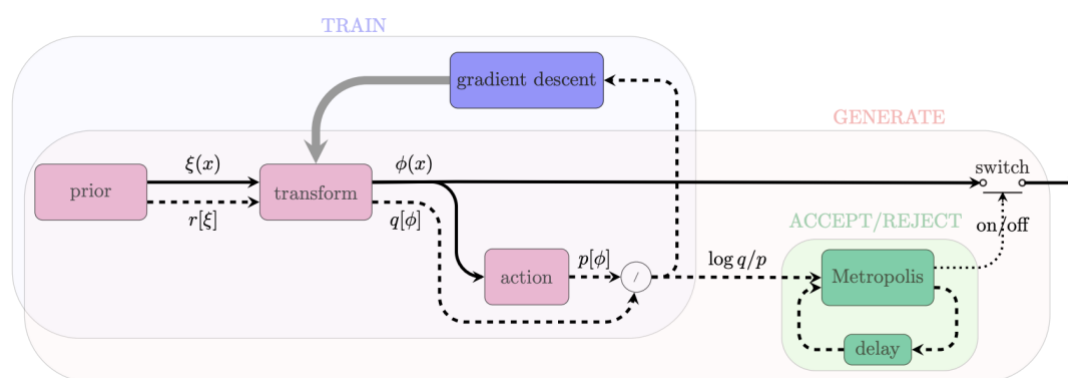 TRAIN
gradient descent
GENERATE
prior
ξ(x)
r[ξ]
transform
ϕ(x)
q[ϕ]
switch
on/off
ACCEPT/REJECT
action
p[ϕ]
/
log q/p
Metropolis
delay